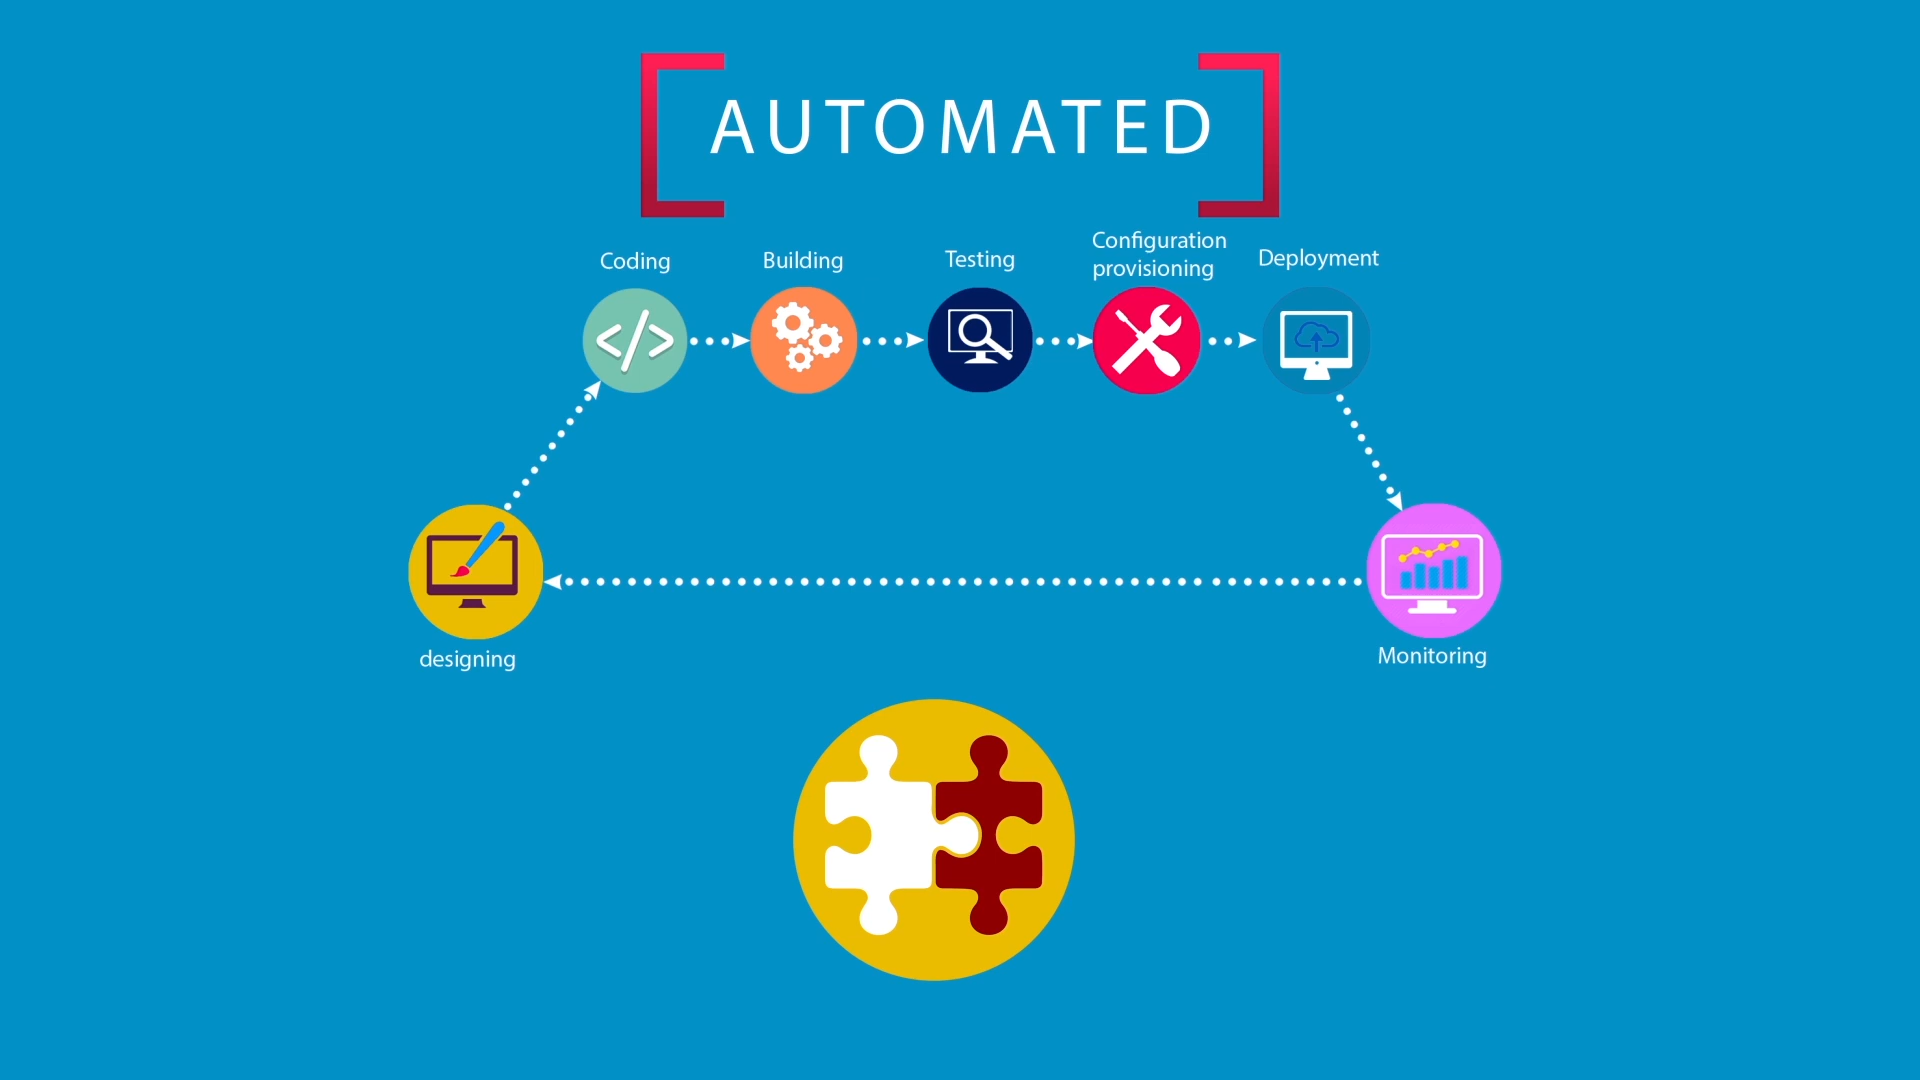 AUTOMATED
Coding
Building
Testing
Configuration
provisioning
Deployment
designing
Monitoring